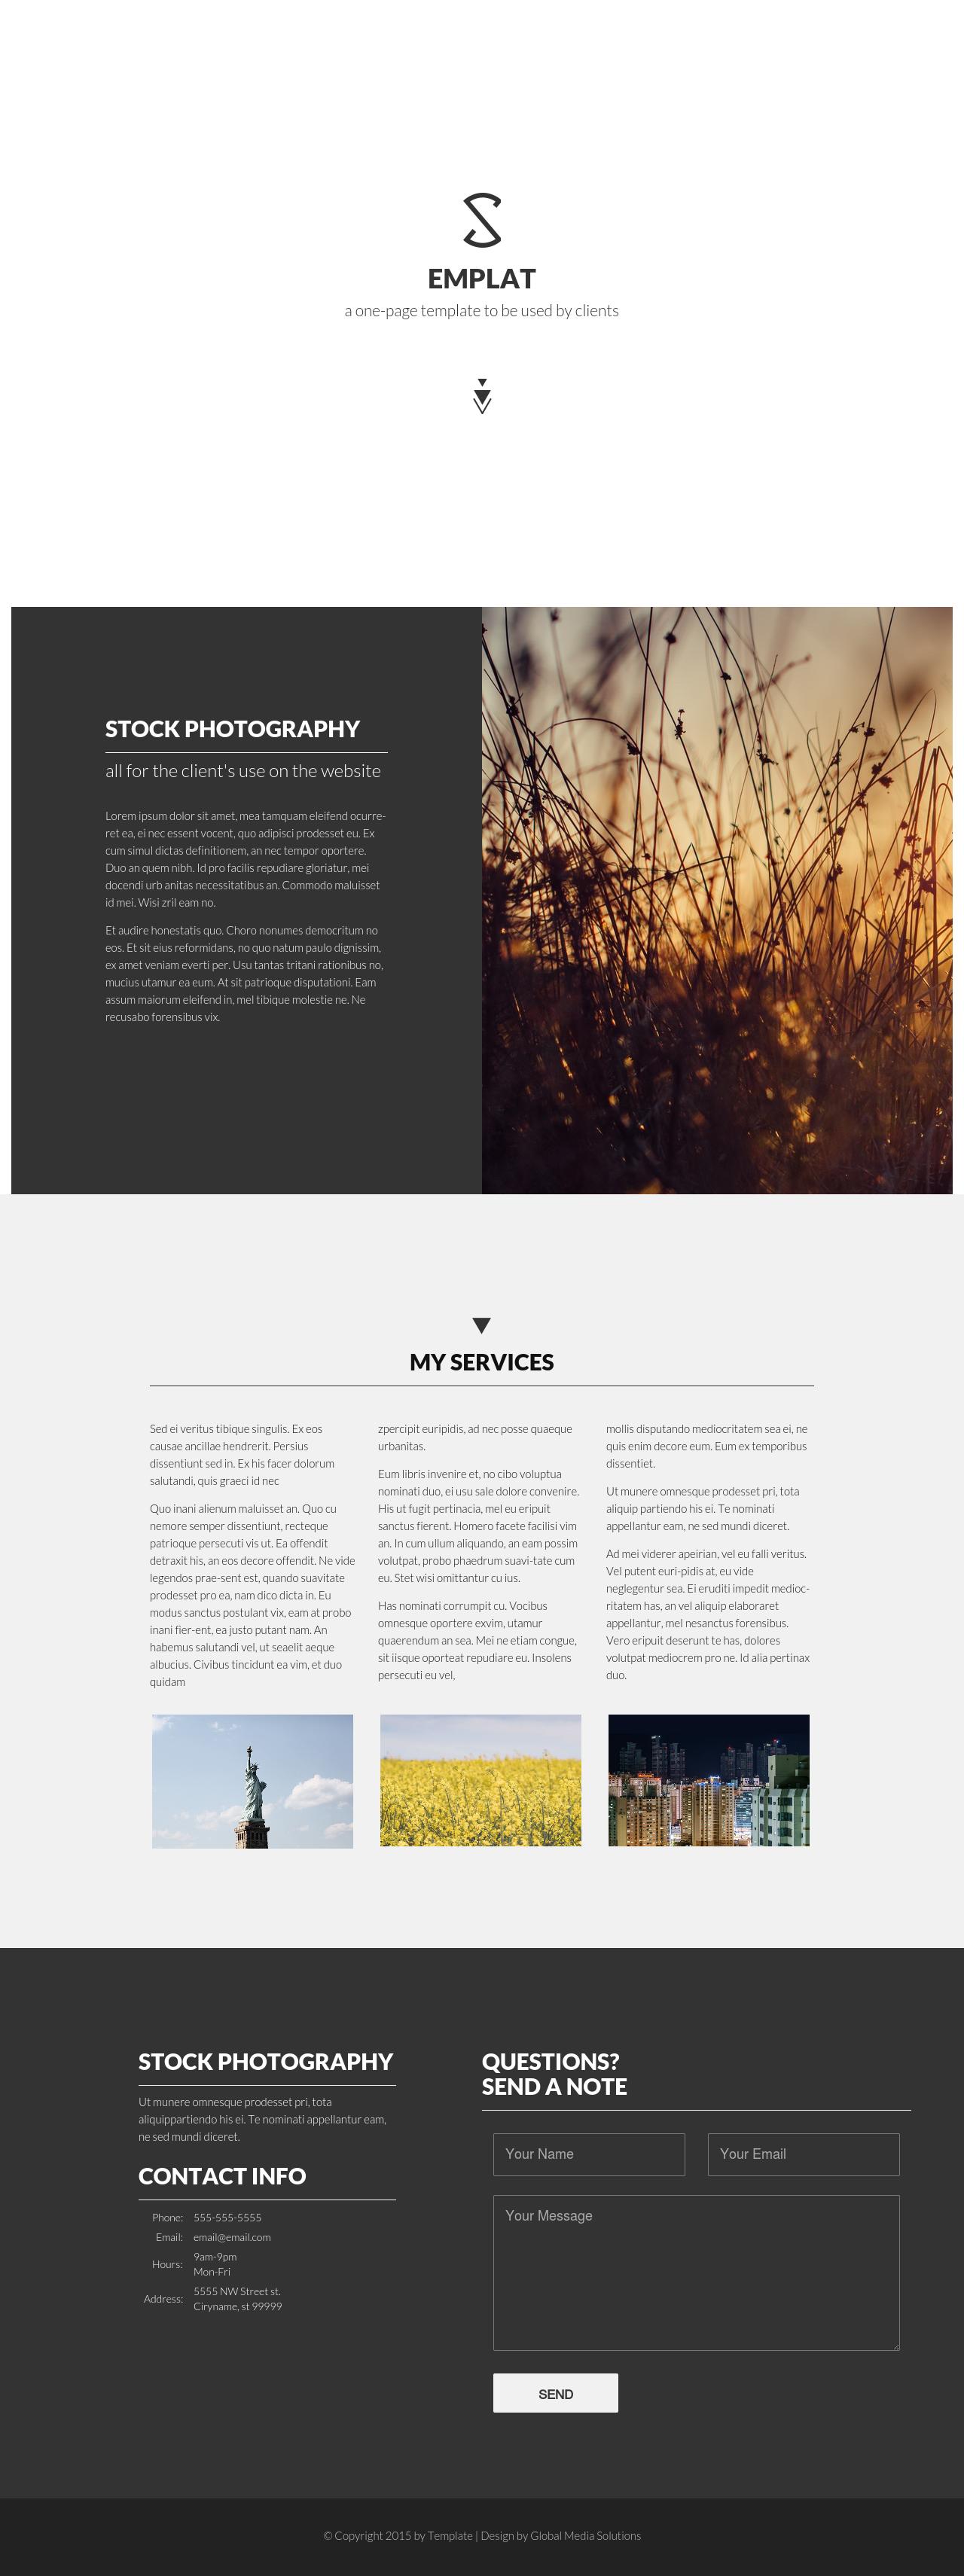 S
EMPLAT
a one-page template to be used by clients
STOCK PHOTOGRAPHY
all for the client's use on the website
Lorem ipsum dolor sit amet, mea tamquam eleifend ocurre-
ret ea, ei nec essent vocent, quo adipisci prodesset eu. Ex
cum simul dictas definitionem, an nec tempor oportere.
Duo an quem nibh. Id pro facilis repudiare gloriatur, mei
docendi urb anitas necessitatibus an. Commodo maluisset
id mei. Wisi zril eam no.
Et audire honestatis quo. Choro nonumes democritum no
eos. Et sit eius reformidans, no quo natum paulo dignissim,
ex amet veniam everti per. Usu tantas tritani rationibus no,
mucius utamur ea eum. At sit patrioque disputationi. Eam
assum maiorum eleifend in, mel tibique molestie ne. Ne
recusabo forensibus vix.
MY SERVICES
Sed ei veritus tibique singulis. Ex eos
causae ancillae hendrerit. Persius
dissentiunt sed in. Ex his facer dolorum
salutandi, quis graeci id nec
Quo inani alienum maluisset an. Quo cu
nemore semper dissentiunt, recteque
patrioque persecuti vis ut. Ea offendit
detraxit his, an eos decore offendit. Ne vide
legendos prae-sent est, quando suavitate
prodesset pro ea, nam dico dicta in. Eu
modus sanctus postulant vix, eam at probo
inani fier-ent, ea justo putant nam. An
habemus salutandi vel, ut seaelit aeque
albucius. Civibus tincidunt ea vim, et duo
quidam
zpercipit euripidis, ad nec posse quaeque
urbanitas.
Eum libris invenire et, no cibo voluptua
nominati duo, ei usu sale dolore convenire.
His ut fugit pertinacia, mel eu eripuit
sanctus fierent. Homero facete facilisi vim
an. In cum ullum aliquando, an eam possim
volutpat, probo phaedrum suavi-tate cum
eu. Stet wisi omittantur cu ius.
Has nominati corrumpit cu. Vocibus
omnesque oportere exvim, utamur
quaerendum an sea. Mei ne etiam congue,
sit iisque oporteat repudiare eu. Insolens
persecuti eu vel,
mollis disputando mediocritatem sea ei, ne
quis enim decore eum. Eum ex temporibus
dissentiet.
Ut munere omnesque prodesset pri, tota
aliquip partiendo his ei. Te nominati
appellantur eam, ne sed mundi diceret.
Ad mei viderer apeirian, vel eu falli veritus.
Vel putent euri-pidis at, eu vide
neglegentur sea. Ei eruditi impedit medioc-
ritatem has, an vel aliquip elaboraret
appellantur, mel nesanctus forensibus.
Vero eripuit deserunt te has, dolores
volutpat mediocrem pro ne. Id alia pertinax
duo.
STOCK PHOTOGRAPHY
Ut munere omnesque prodesset pri, tota
aliquippartiendo his ei. Te nominati appellantur eam,
ne sed mundi diceret.
CONTACT INFO
Phone: 555-555-5555
Email: email@email.com
Hours: 9am-9pm
Mon-Fri
Address: 5555 NW Street st.
Ciryname, st 99999
QUESTIONS?
SEND A NOTE
Your Name
Your Email
Your Message
SEND
© Copyright 2015 by Template | Design by Global Media Solutions